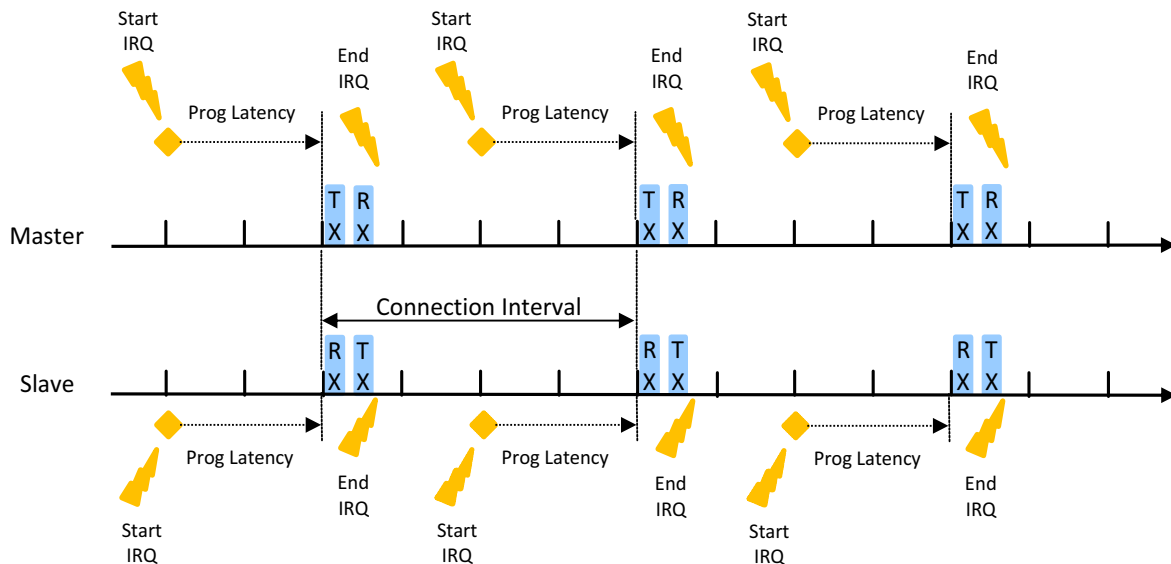 Start
IRQ
Start
IRQ
Start
IRQ
End
IRQ
End
IRQ
End
IRQ
Prog Latency
Prog Latency
Prog Latency
T
X
R
X
T
X
R
X
T
X
R
X
Master
Connection Interval
R
X
T
X
R
X
T
X
R
X
T
X
Slave
Prog Latency
Prog Latency
Prog Latency
End
IRQ
End
IRQ
End
IRQ
Start
IRQ
Start
IRQ
Start
IRQ